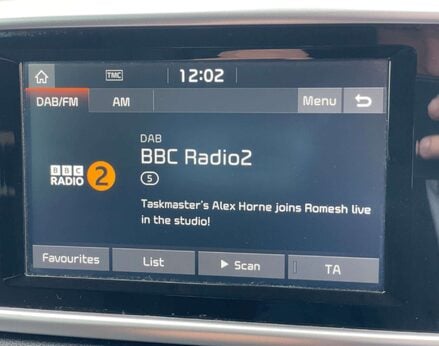 TMC
12:02
DAB/FM
AM
Menu
DAB
BBC Radio2
5
BBC
RADIO 2
Taskmaster's Alex Horne joins Romesh live
in the studio!
Favourites
List
Scan
TA